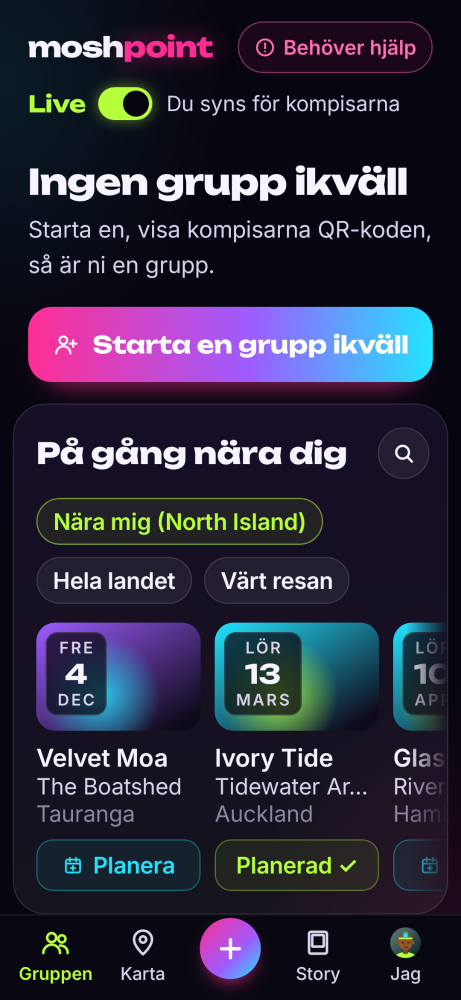 moshpoint
Behöver hjälp
Live
Du syns för kompisarna
Ingen grupp ikväll
Starta en, visa kompisarna QR-koden,
så är ni en grupp.
Starta en grupp ikväll
På gång nära dig
Nära mig (North Island)
Hela landet
Värt resan
FRE
4
DEC
Velvet Moa
The Boatshed
Tauranga
Planera
LÖR
13
MARS
Ivory Tide
Tidewater Ar...
Auckland
Planerad
Gruppen
Karta
Story
Jag